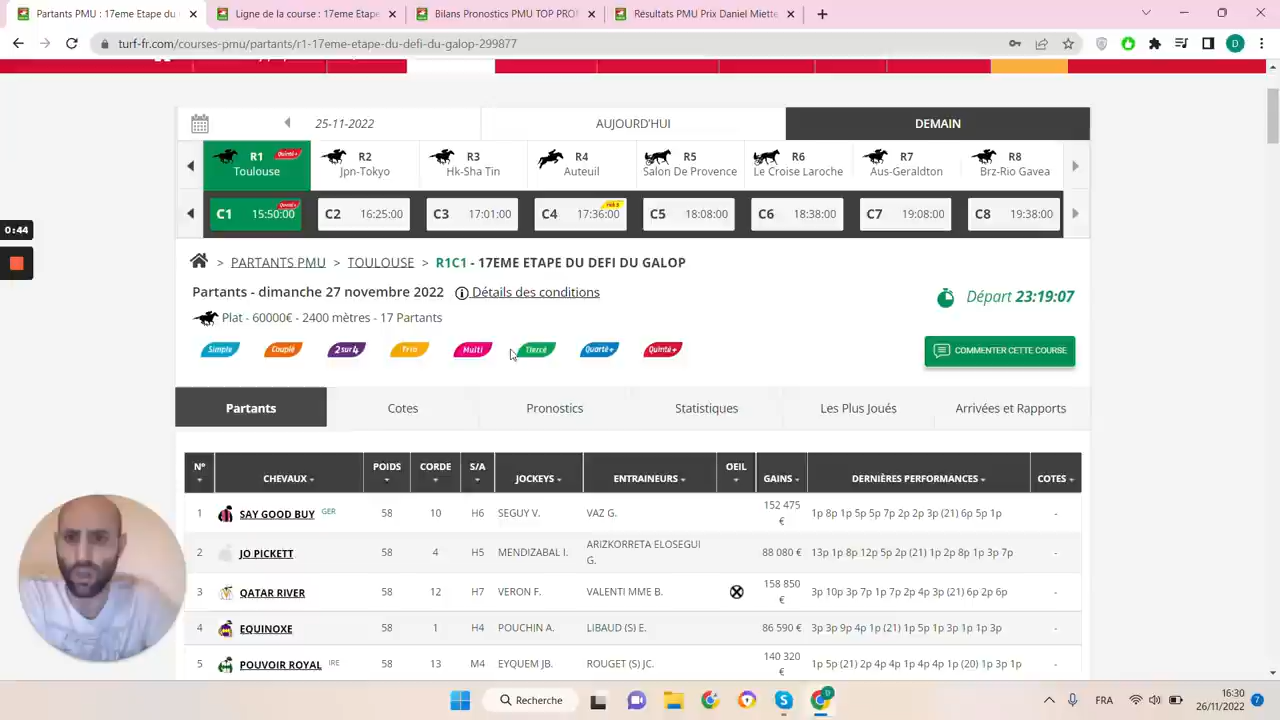 Partants PMU : 17eme Etape du D
Ligne de la course : 17eme Etape
Bilans Pronostics PMU TOP PRON
Résultats PMU Prix Daniel Miette
turf-fr.com/courses-pmu/partants/r1-17eme-etape-du-defi-du-galop-299877
25-11-2022
AUJOURD'HUI
DEMAIN
R1 Quinté+
Toulouse
R2
Jpn-Tokyo
R3
Hk-Sha Tin
R4
Auteuil
R5
Salon De Provence
R6
Le Croise Laroche
R7
Aus-Geraldton
R8
Brz-Rio Gavea
C1 15:50:00 Quinté+
C2 16:25:00
C3 17:01:00
C4 17:36:00
C5 18:08:00
C6 18:38:00
C7 19:08:00
C8 19:38:00
0:44
> PARTANTS PMU > TOULOUSE > R1C1 - 17EME ETAPE DU DEFI DU GALOP
Partants - dimanche 27 novembre 2022 Détails des conditions
Départ 23:19:07
Plat - 60000€ - 2400 mètres - 17 Partants
Simple Couplé 2sur4 Trio Multi Tiercé Quarté+ Quinté+
COMMENTER CETTE COURSE
Partants Cotes Pronostics Statistiques Les Plus Joués Arrivées et Rapports
N° CHEVAUX POIDS CORDE S/A JOCKEYS ENTRAINEURS OEIL GAINS DERNIÈRES PERFORMANCES COTES
1 SAY GOOD BUY GER 58 10 H6 SEGUY V. VAZ G. 152 475 € 1p 8p 1p 5p 5p 7p 2p 2p 3p (21) 6p 5p 1p -
2 JO PICKETT 58 4 H5 MENDIZABAL I. ARIZKORRETA ELOSEGUI G. 88 080 € 13p 1p 8p 12p 5p 2p (21) 1p 2p 8p 1p 3p 7p -
3 QATAR RIVER 58 12 H7 VERON F. VALENTI MME B. 158 850 € 3p 10p 3p 7p 1p 7p 2p 4p 3p (21) 6p 2p 6p -
4 EQUINOXE 58 1 H4 POUCHIN A. LIBAUD (S) E. 86 590 € 3p 3p 9p 4p 1p (21) 1p 5p 1p 3p 1p 1p 3p -
5 POUVOIR ROYAL IRE 58 13 M4 EYQUEM JB. ROUGET (S) JC. 140 320 € 1p 5p (21) 2p 4p 4p 1p 4p 4p 1p (20) 1p 3p 1p -
Recherche
FRA
16:30
26/11/2022
7